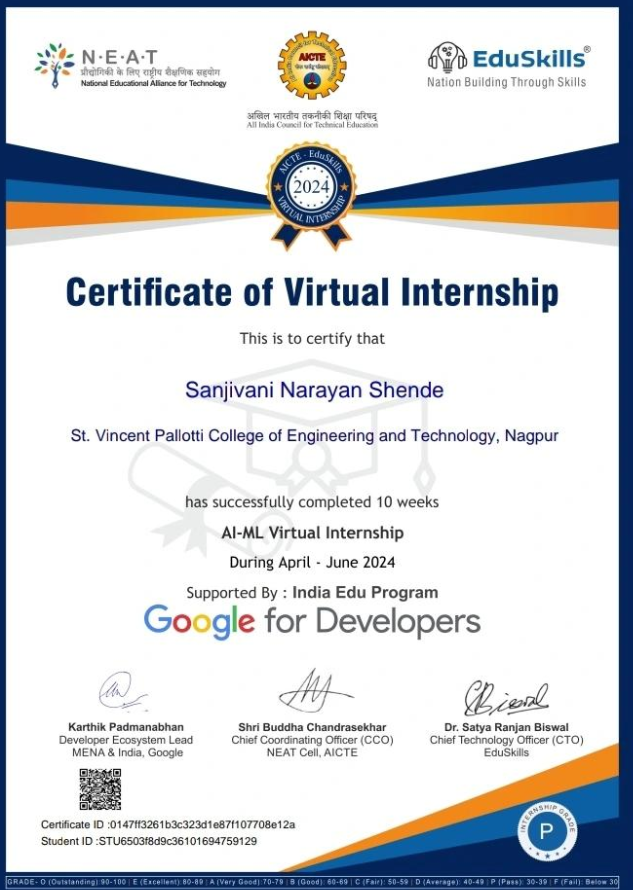 N·E·A·T
प्रौद्योगिकी के लिए राष्ट्रीय शैक्षणिक सहयोग
National Educational Alliance for Technology
AICTE
अखिल भारतीय तकनीकी शिक्षा परिषद्
All India Council for Technical Education
EduSkills®
Nation Building Through Skills
AICTE - EduSkills
2024
VIRTUAL INTERNSHIP
Certificate of Virtual Internship
This is to certify that
Sanjivani Narayan Shende
St. Vincent Pallotti College of Engineering and Technology, Nagpur
has successfully completed 10 weeks
AI-ML Virtual Internship
During April - June 2024
Supported By : India Edu Program
Google for Developers
Karthik Padmanabhan
Developer Ecosystem Lead
MENA & India, Google
Shri Buddha Chandrasekhar
Chief Coordinating Officer (CCO)
NEAT Cell, AICTE
Dr. Satya Ranjan Biswal
Chief Technology Officer (CTO)
EduSkills
Certificate ID :0147ff3261b3c323d1e87f107708e12a
Student ID :STU6503f8d9c36101694759129
INTERNSHIP GRADE
P
GRADE- O (Outstanding) 90-100 | E (Excellent):80-89 | A (Very Good):70-79 | B (Good): 60-69 | C (Fair): 50-59 | D (Average): 40-49 | P (Pass): 30-39 | F (Fail): Below 30